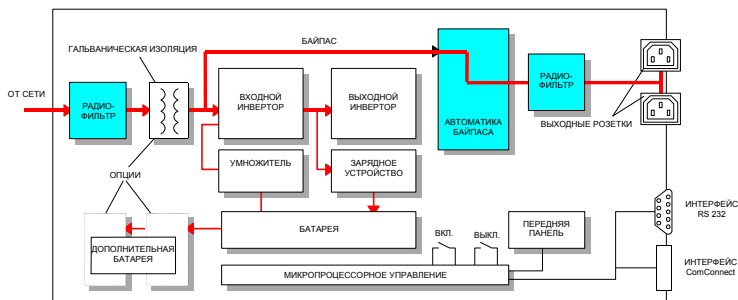 ГАЛЬВАНИЧЕСКАЯ ИЗОЛЯЦИЯ
БАЙПАС
ОТ СЕТИ
РАДИО-
ФИЛЬТР
ВХОДНОЙ
ИНВЕРТОР
ВЫХОДНОЙ
ИНВЕРТОР
АВТОМАТИКА
БАЙПАСА
РАДИО-
ФИЛЬТР
ВЫХОДНЫЕ РОЗЕТКИ
ОПЦИИ
УМНОЖИТЕЛЬ
ЗАРЯДНОЕ
УСТРОЙСТВО
ДОПОЛНИТЕЛЬНАЯ
БАТАРЕЯ
БАТАРЕЯ
ВКЛ.
ВЫКЛ.
ПЕРЕДНЯЯ
ПАНЕЛЬ
ИНТЕРФЕЙС
RS 232
МИКРОПРОЦЕССОРНОЕ УПРАВЛЕНИЕ
ИНТЕРФЕЙС
ComConnect